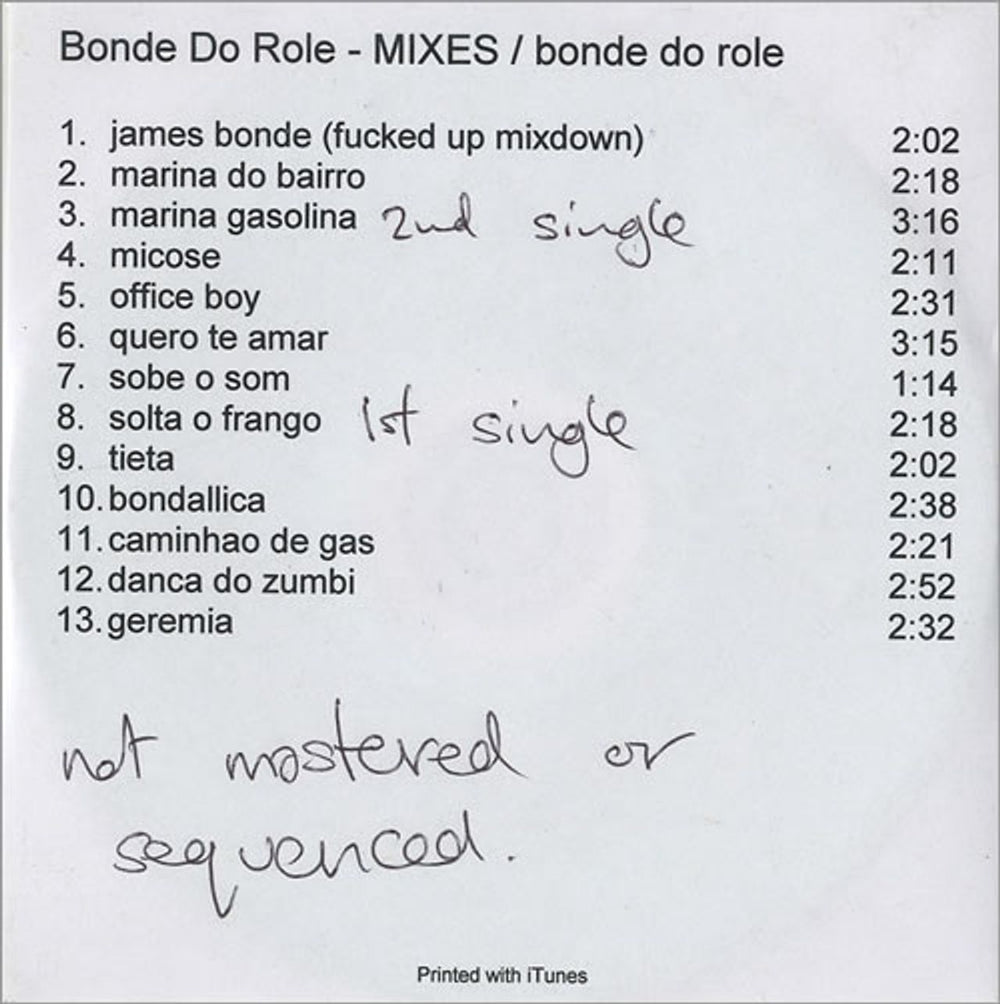 Bonde Do Role - MIXES / bonde do role
1. james bonde (fucked up mixdown) 2:02
2. marina do bairro 2:18
3. marina gasolina 2nd single 3:16
4. micose 2:11
5. office boy 2:31
6. quero te amar 3:15
7. sobe o som 1:14
8. solta o frango 1st single 2:18
9. tieta 2:02
10. bondallica 2:38
11. caminhao de gas 2:21
12. danca do zumbi 2:52
13. geremia 2:32
not mastered or
sequenced.
Printed with iTunes